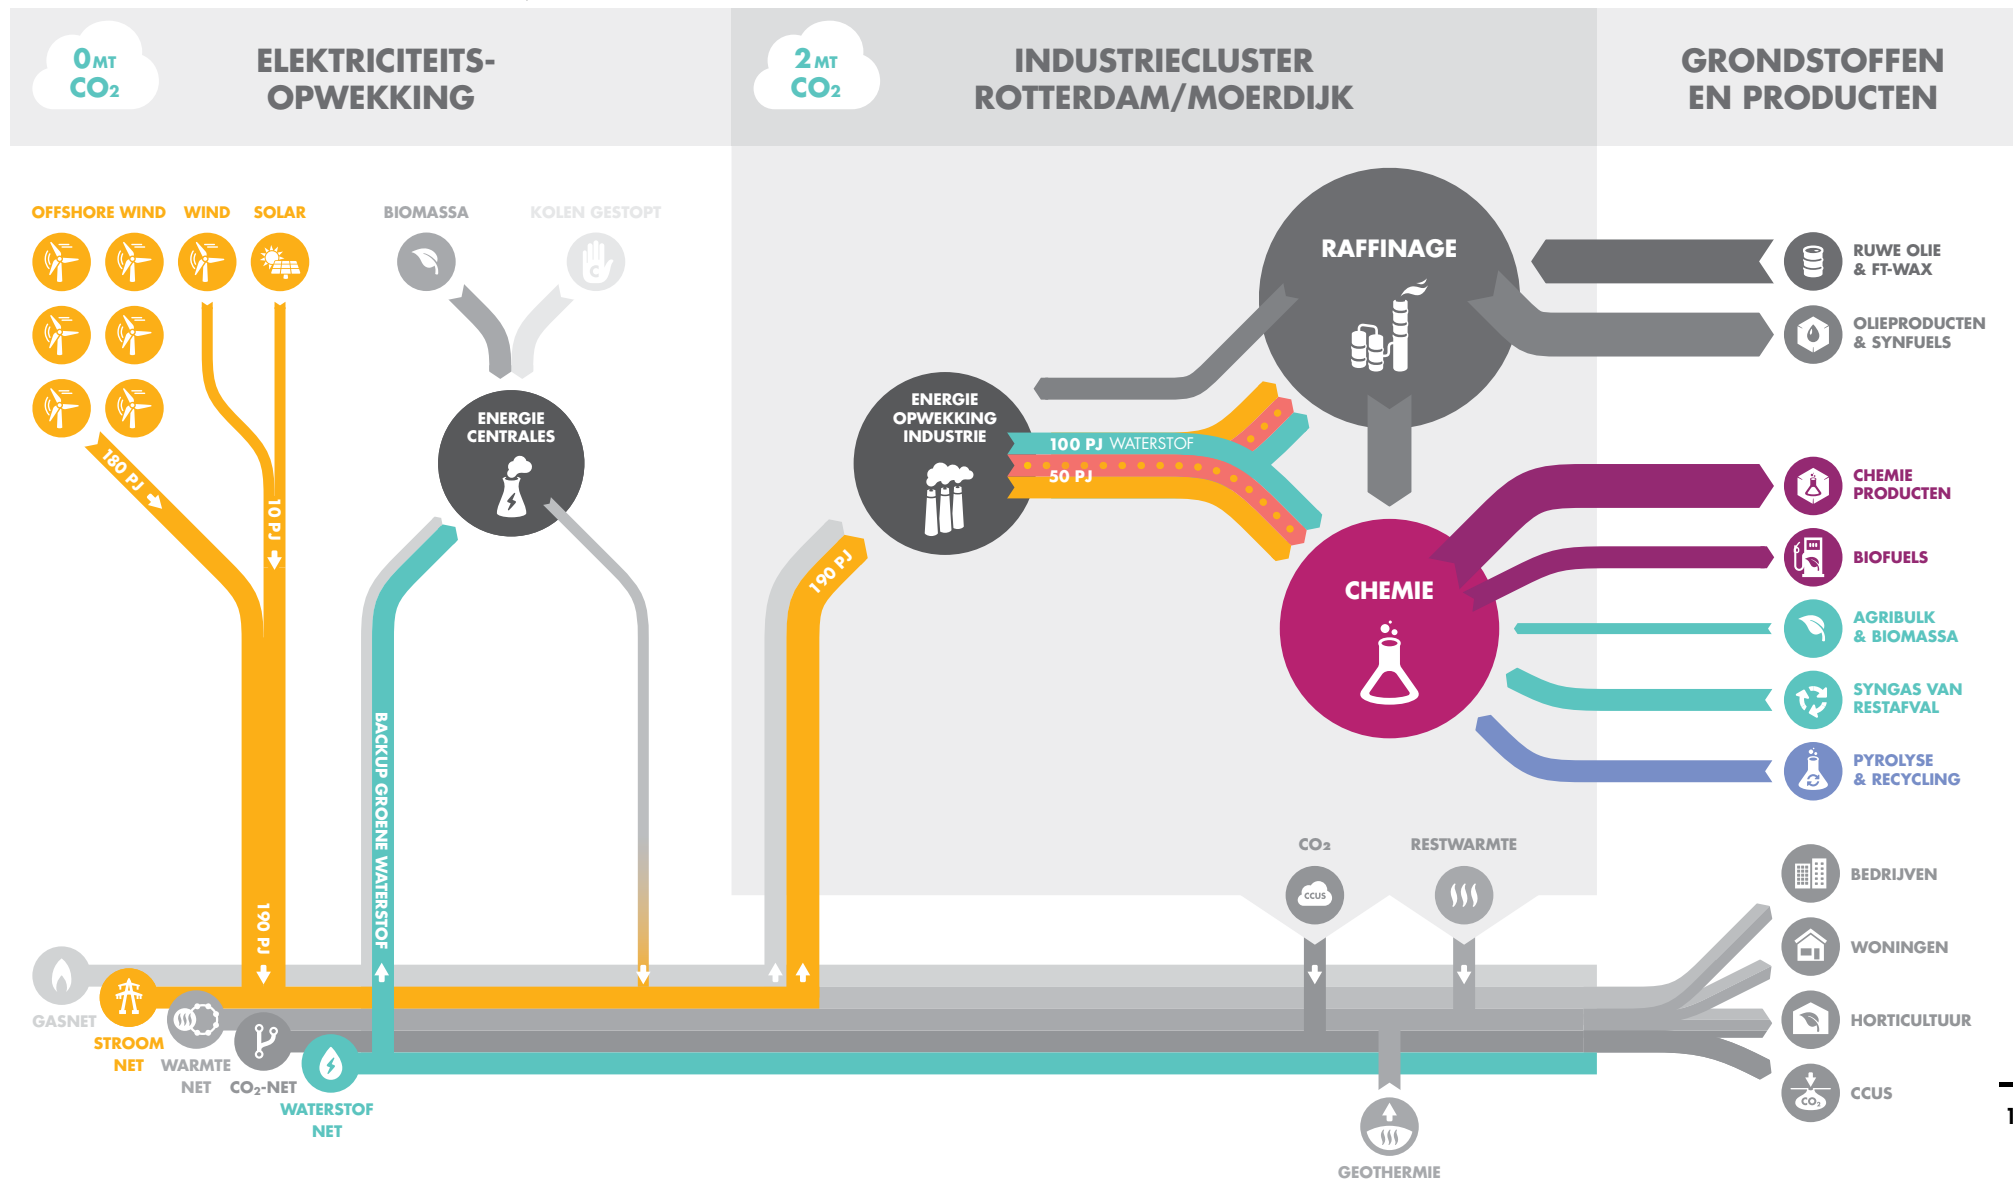 0 MT
CO2
ELEKTRICITEITS-
OPWEKKING
2 MT
CO2
INDUSTRIECLUSTER
ROTTERDAM/MOERDIJK
GRONDSTOFFEN
EN PRODUCTEN
OFFSHORE WIND
WIND
SOLAR
BIOMASSA
KOLEN GESTOPT
C
ENERGIE
CENTRALES
180 PJ
10 PJ
190 PJ
BACKUP GROENE WATERSTOF
190 PJ
ENERGIE
OPWEKKING
INDUSTRIE
100 PJ WATERSTOF
50 PJ
RAFFINAGE
CHEMIE
RUWE OLIE
& FT-WAX
OLIEPRODUCTEN
& SYNFUELS
CHEMIE
PRODUCTEN
BIOFUELS
AGRIBULK
& BIOMASSA
SYNGAS VAN
RESTAFVAL
PYROLYSE
& RECYCLING
CO2
CCUS
RESTWARMTE
BEDRIJVEN
WONINGEN
HORTICULTUUR
CO2
CCUS
GASNET
STROOM
NET
WARMTE
NET
CO2-NET
WATERSTOF
NET
GEOTHERMIE
1